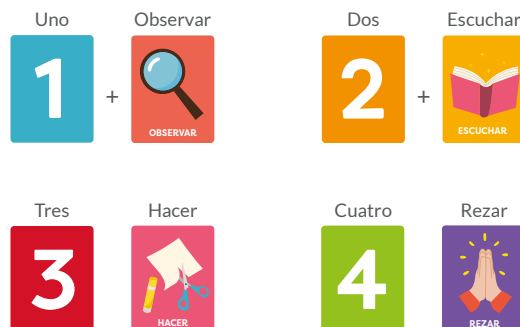 Uno Observar
1 + OBSERVAR
Dos Escuchar
2 + ESCUCHAR
Tres Hacer
3 HACER
Cuatro Rezar
4 REZAR